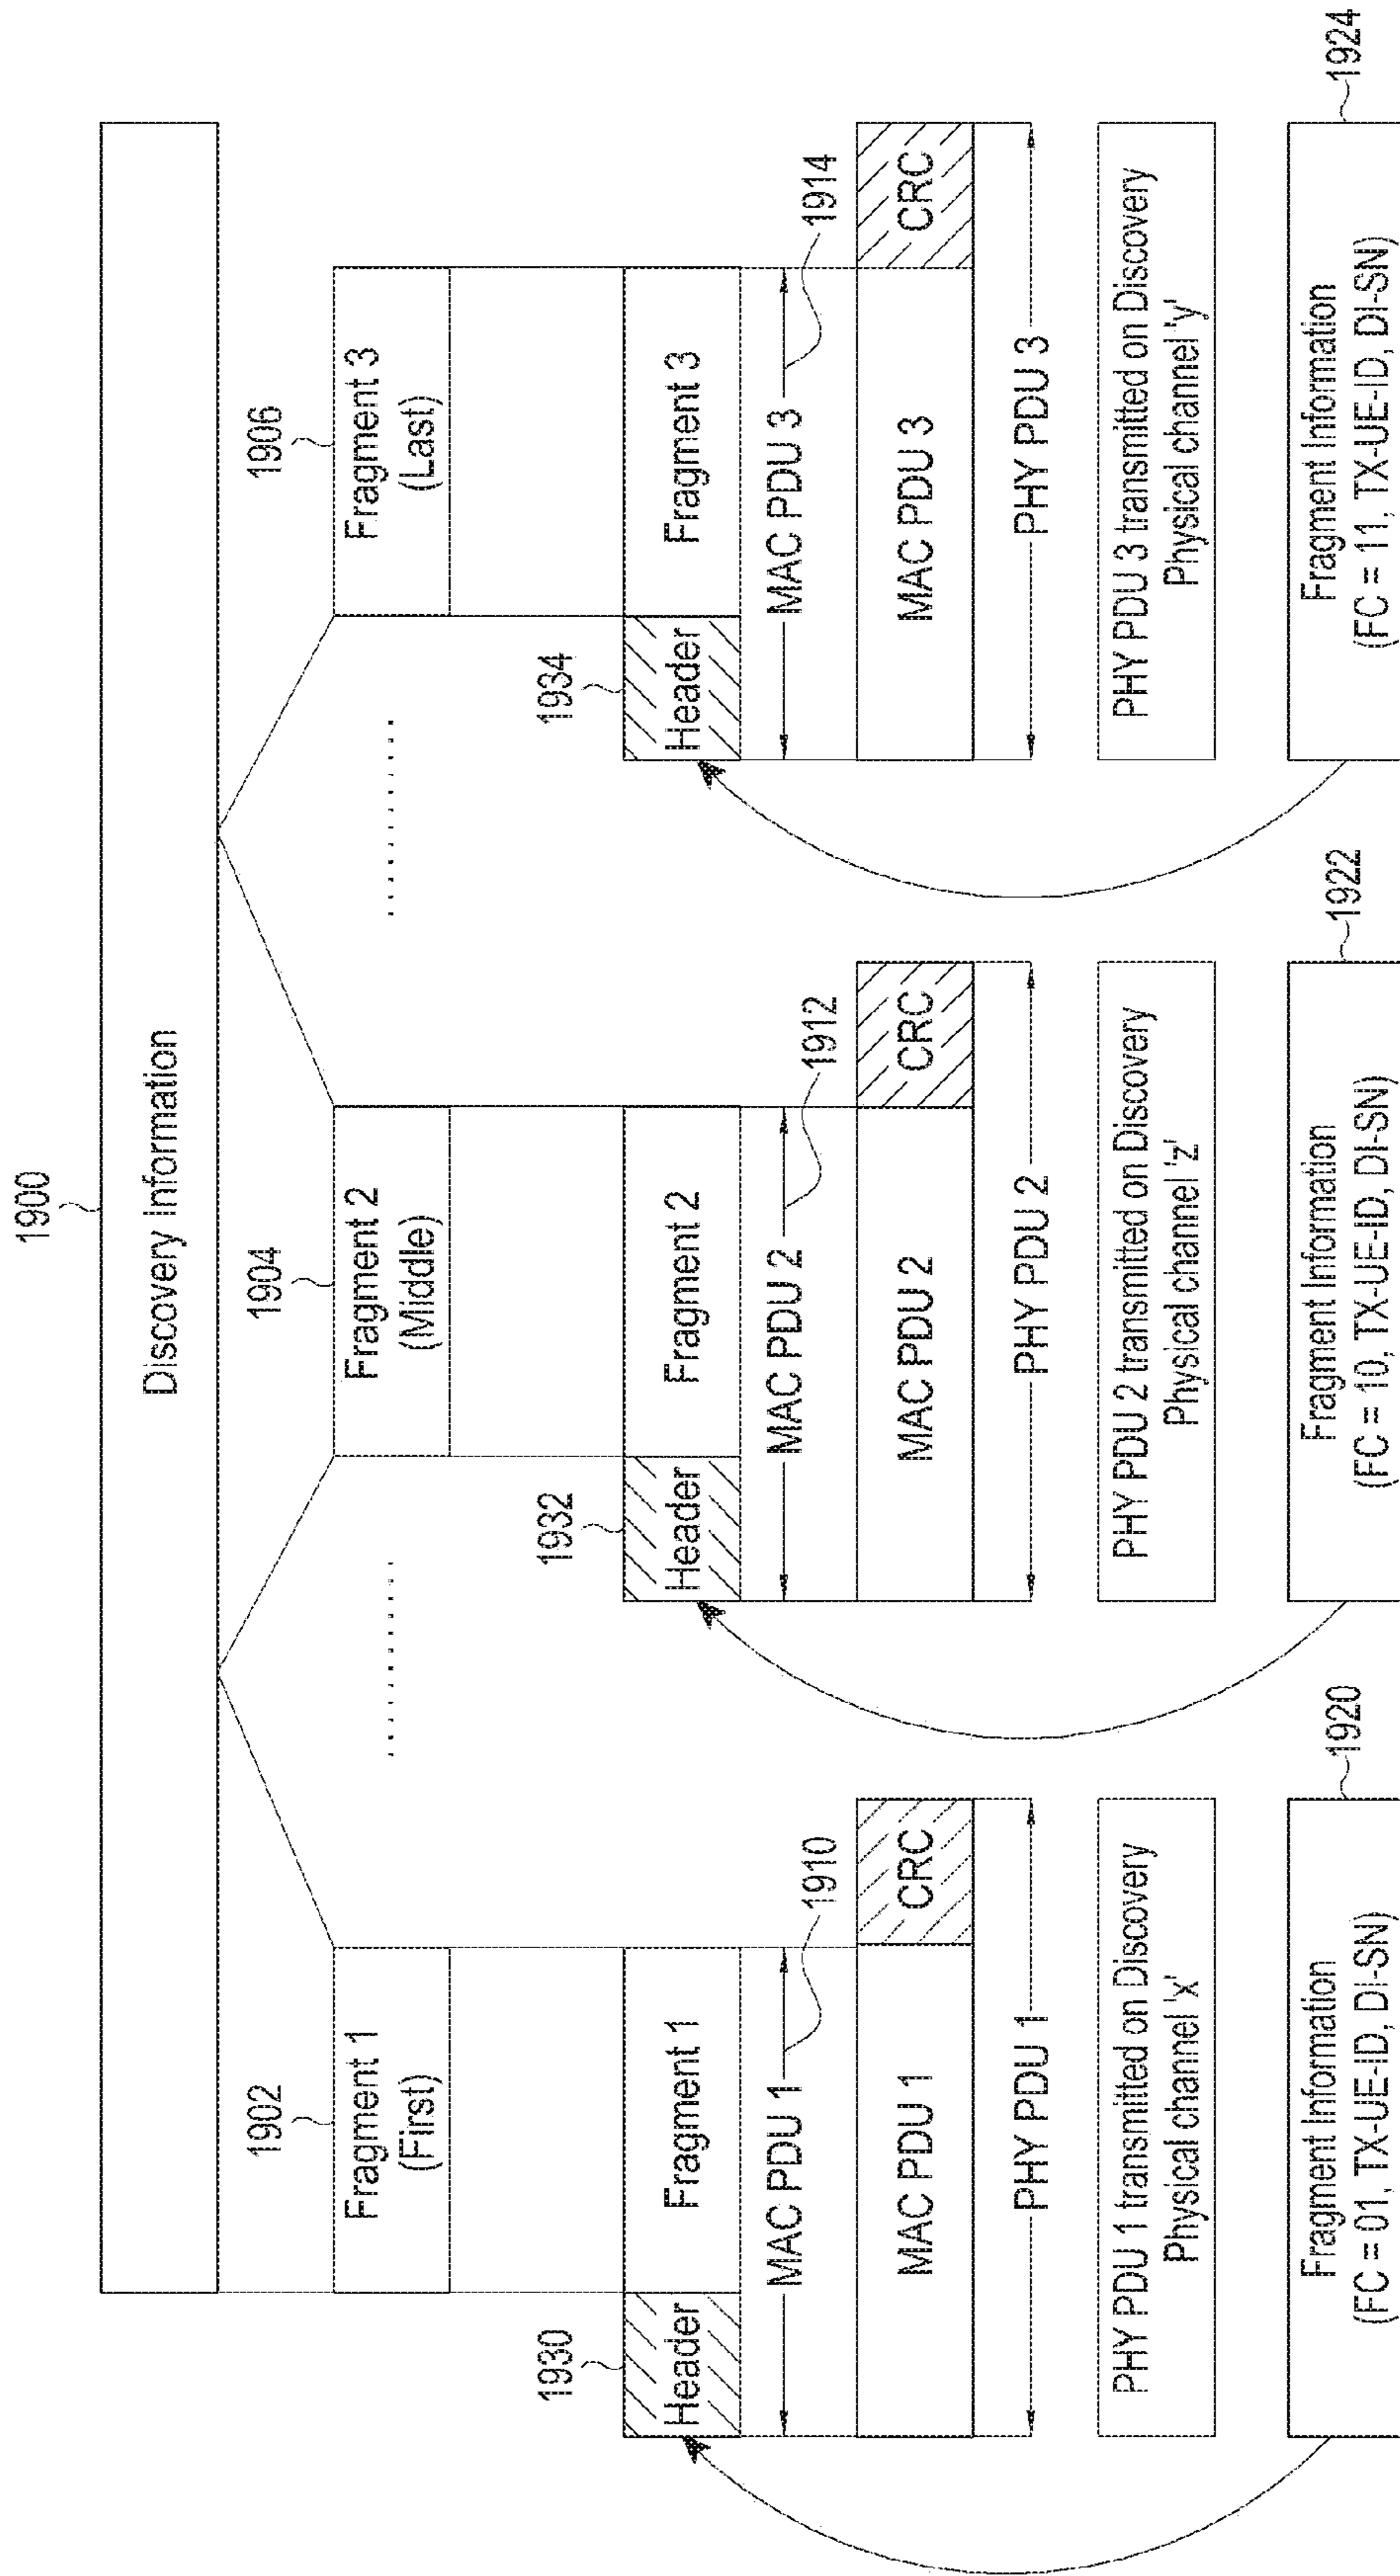 1900
Discovery Information
1902
1904
1906
Fragment 1
(First)
Fragment 2
(Middle)
Fragment 3
(Last)
..........
..........
1930
1932
1934
Header
Fragment 1
Header
Fragment 2
Header
Fragment 3
MAC PDU 1
1910
MAC PDU 2
1912
MAC PDU 3
1914
MAC PDU 1
CRC
MAC PDU 2
CRC
MAC PDU 3
CRC
PHY PDU 1
PHY PDU 2
PHY PDU 3
PHY PDU 1 transmitted on Discovery
Physical channel 'x'
PHY PDU 2 transmitted on Discovery
Physical channel 'z'
PHY PDU 3 transmitted on Discovery
Physical channel 'y'
1920
1922
1924
Fragment Information
(FC = 01, TX-UE-ID, DI-SN)
Fragment Information
(FC = 10, TX-UE-ID, DI-SN)
Fragment Information
(FC = 11, TX-UE-ID, DI-SN)